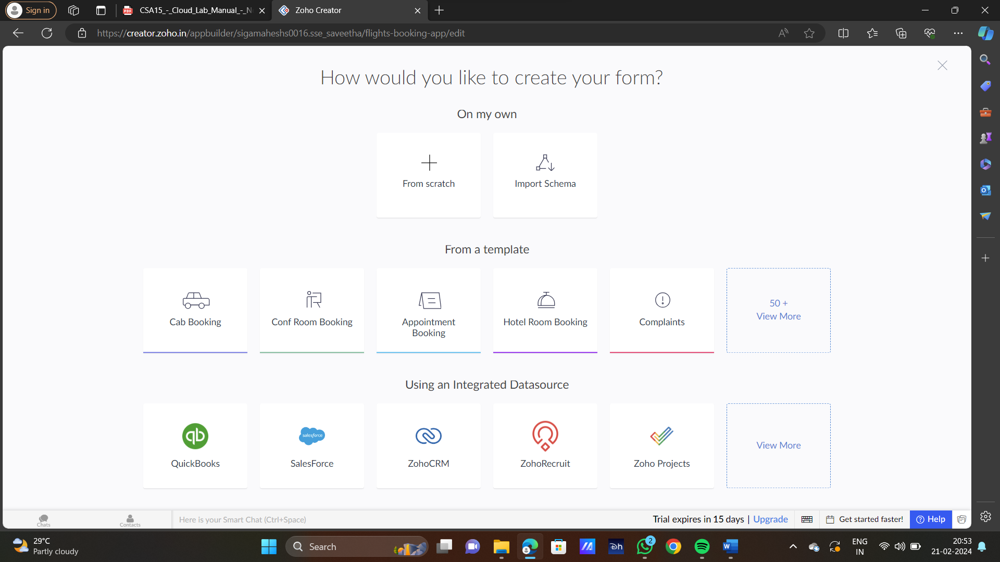 Sign in
CSA15_-_Cloud_Lab_Manual_-_N
Zoho Creator
https://creator.zoho.in/appbuilder/sigamaheshs0016.sse_saveetha/flights-booking-app/edit
How would you like to create your form?
On my own
From scratch
Import Schema
From a template
Cab Booking
Conf Room Booking
Appointment
Booking
Hotel Room Booking
Complaints
50 +
View More
Using an Integrated Datasource
qb
QuickBooks
salesforce
SalesForce
ZohoCRM
ZohoRecruit
Zoho Projects
View More
Chats
Contacts
Here is your Smart Chat (Ctrl+Space)
Trial expires in 15 days | Upgrade
Get started faster!
Help
29°C
Partly cloudy
Search
2
ENG
IN
20:53
21-02-2024